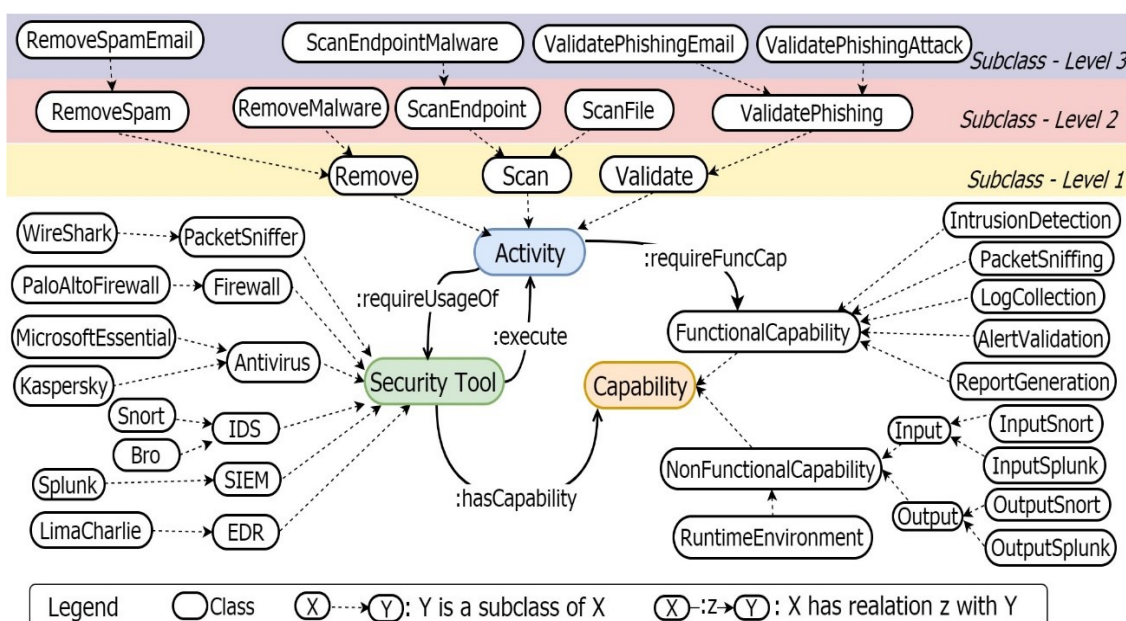 RemoveSpamEmail
ScanEndpointMalware
ValidatePhishingEmail
ValidatePhishingAttack
Subclass - Level 3
RemoveSpam
RemoveMalware
ScanEndpoint
ScanFile
ValidatePhishing
Subclass - Level 2
Remove
Scan
Validate
Subclass - Level 1
WireShark
PacketSniffer
Activity
IntrusionDetection
:requireFuncCap
PacketSniffing
PaloAltoFirewall
Firewall
:requireUsageOf
LogCollection
MicrosoftEssential
:execute
FunctionalCapability
AlertValidation
Antivirus
Kaspersky
Security Tool
Capability
ReportGeneration
Snort
IDS
Input
InputSnort
Bro
NonFunctionalCapability
InputSplunk
Splunk
SIEM
:hasCapability
Output
OutputSnort
LimaCharlie
EDR
RuntimeEnvironment
OutputSplunk
Legend
Class
X
Y
: Y is a subclass of X
X
:z
Y
: X has realation z with Y